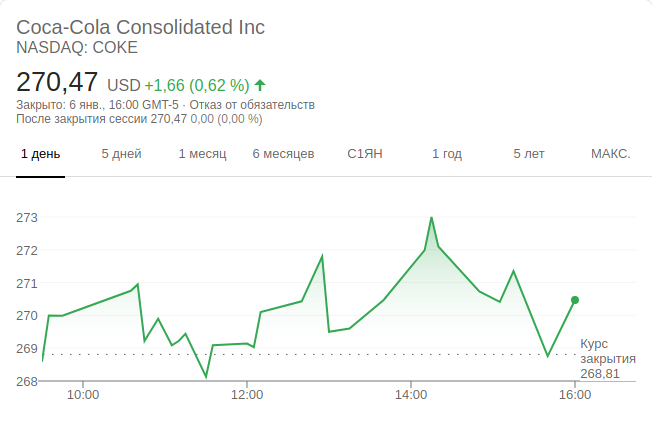 Coca-Cola Consolidated Inc
NASDAQ: COKE
270,47 USD +1,66 (0,62 %)
Закрыто: 6 янв., 16:00 GMT-5 · Отказ от обязательств
После закрытия сессии 270,47 0,00 (0,00 %)
1 день 5 дней 1 месяц 6 месяцев С1ЯН 1 год 5 лет МАКС.
273
272
271
270
269
268
Курс
закрытия
268,81
10:00 12:00 14:00 16:00